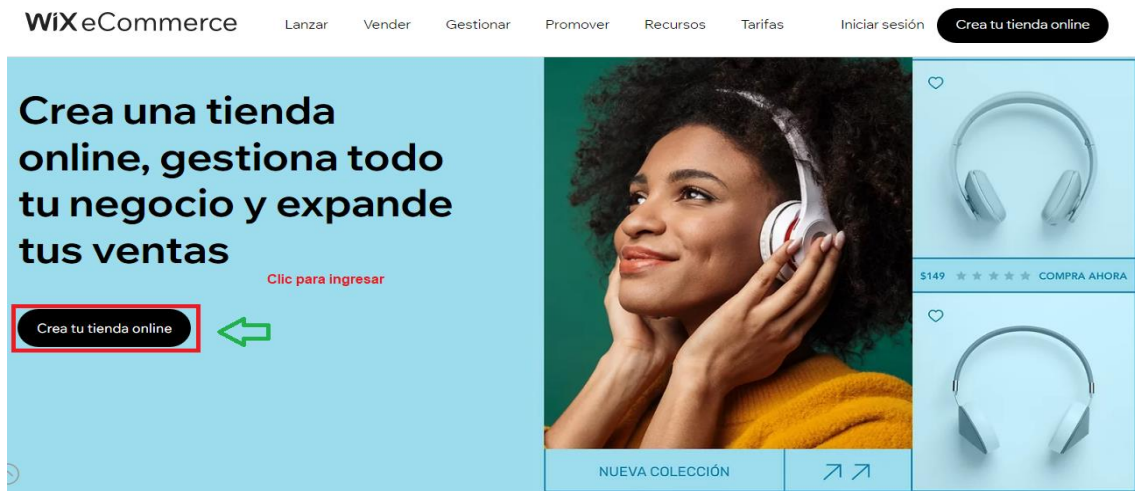 WiX eCommerce
Lanzar
Vender
Gestionar
Promover
Recursos
Tarifas
Iniciar sesión
Crea tu tienda online
Crea una tienda
online, gestiona todo
tu negocio y expande
tus ventas
Clic para ingresar
Crea tu tienda online
$149
COMPRA AHORA
NUEVA COLECCIÓN